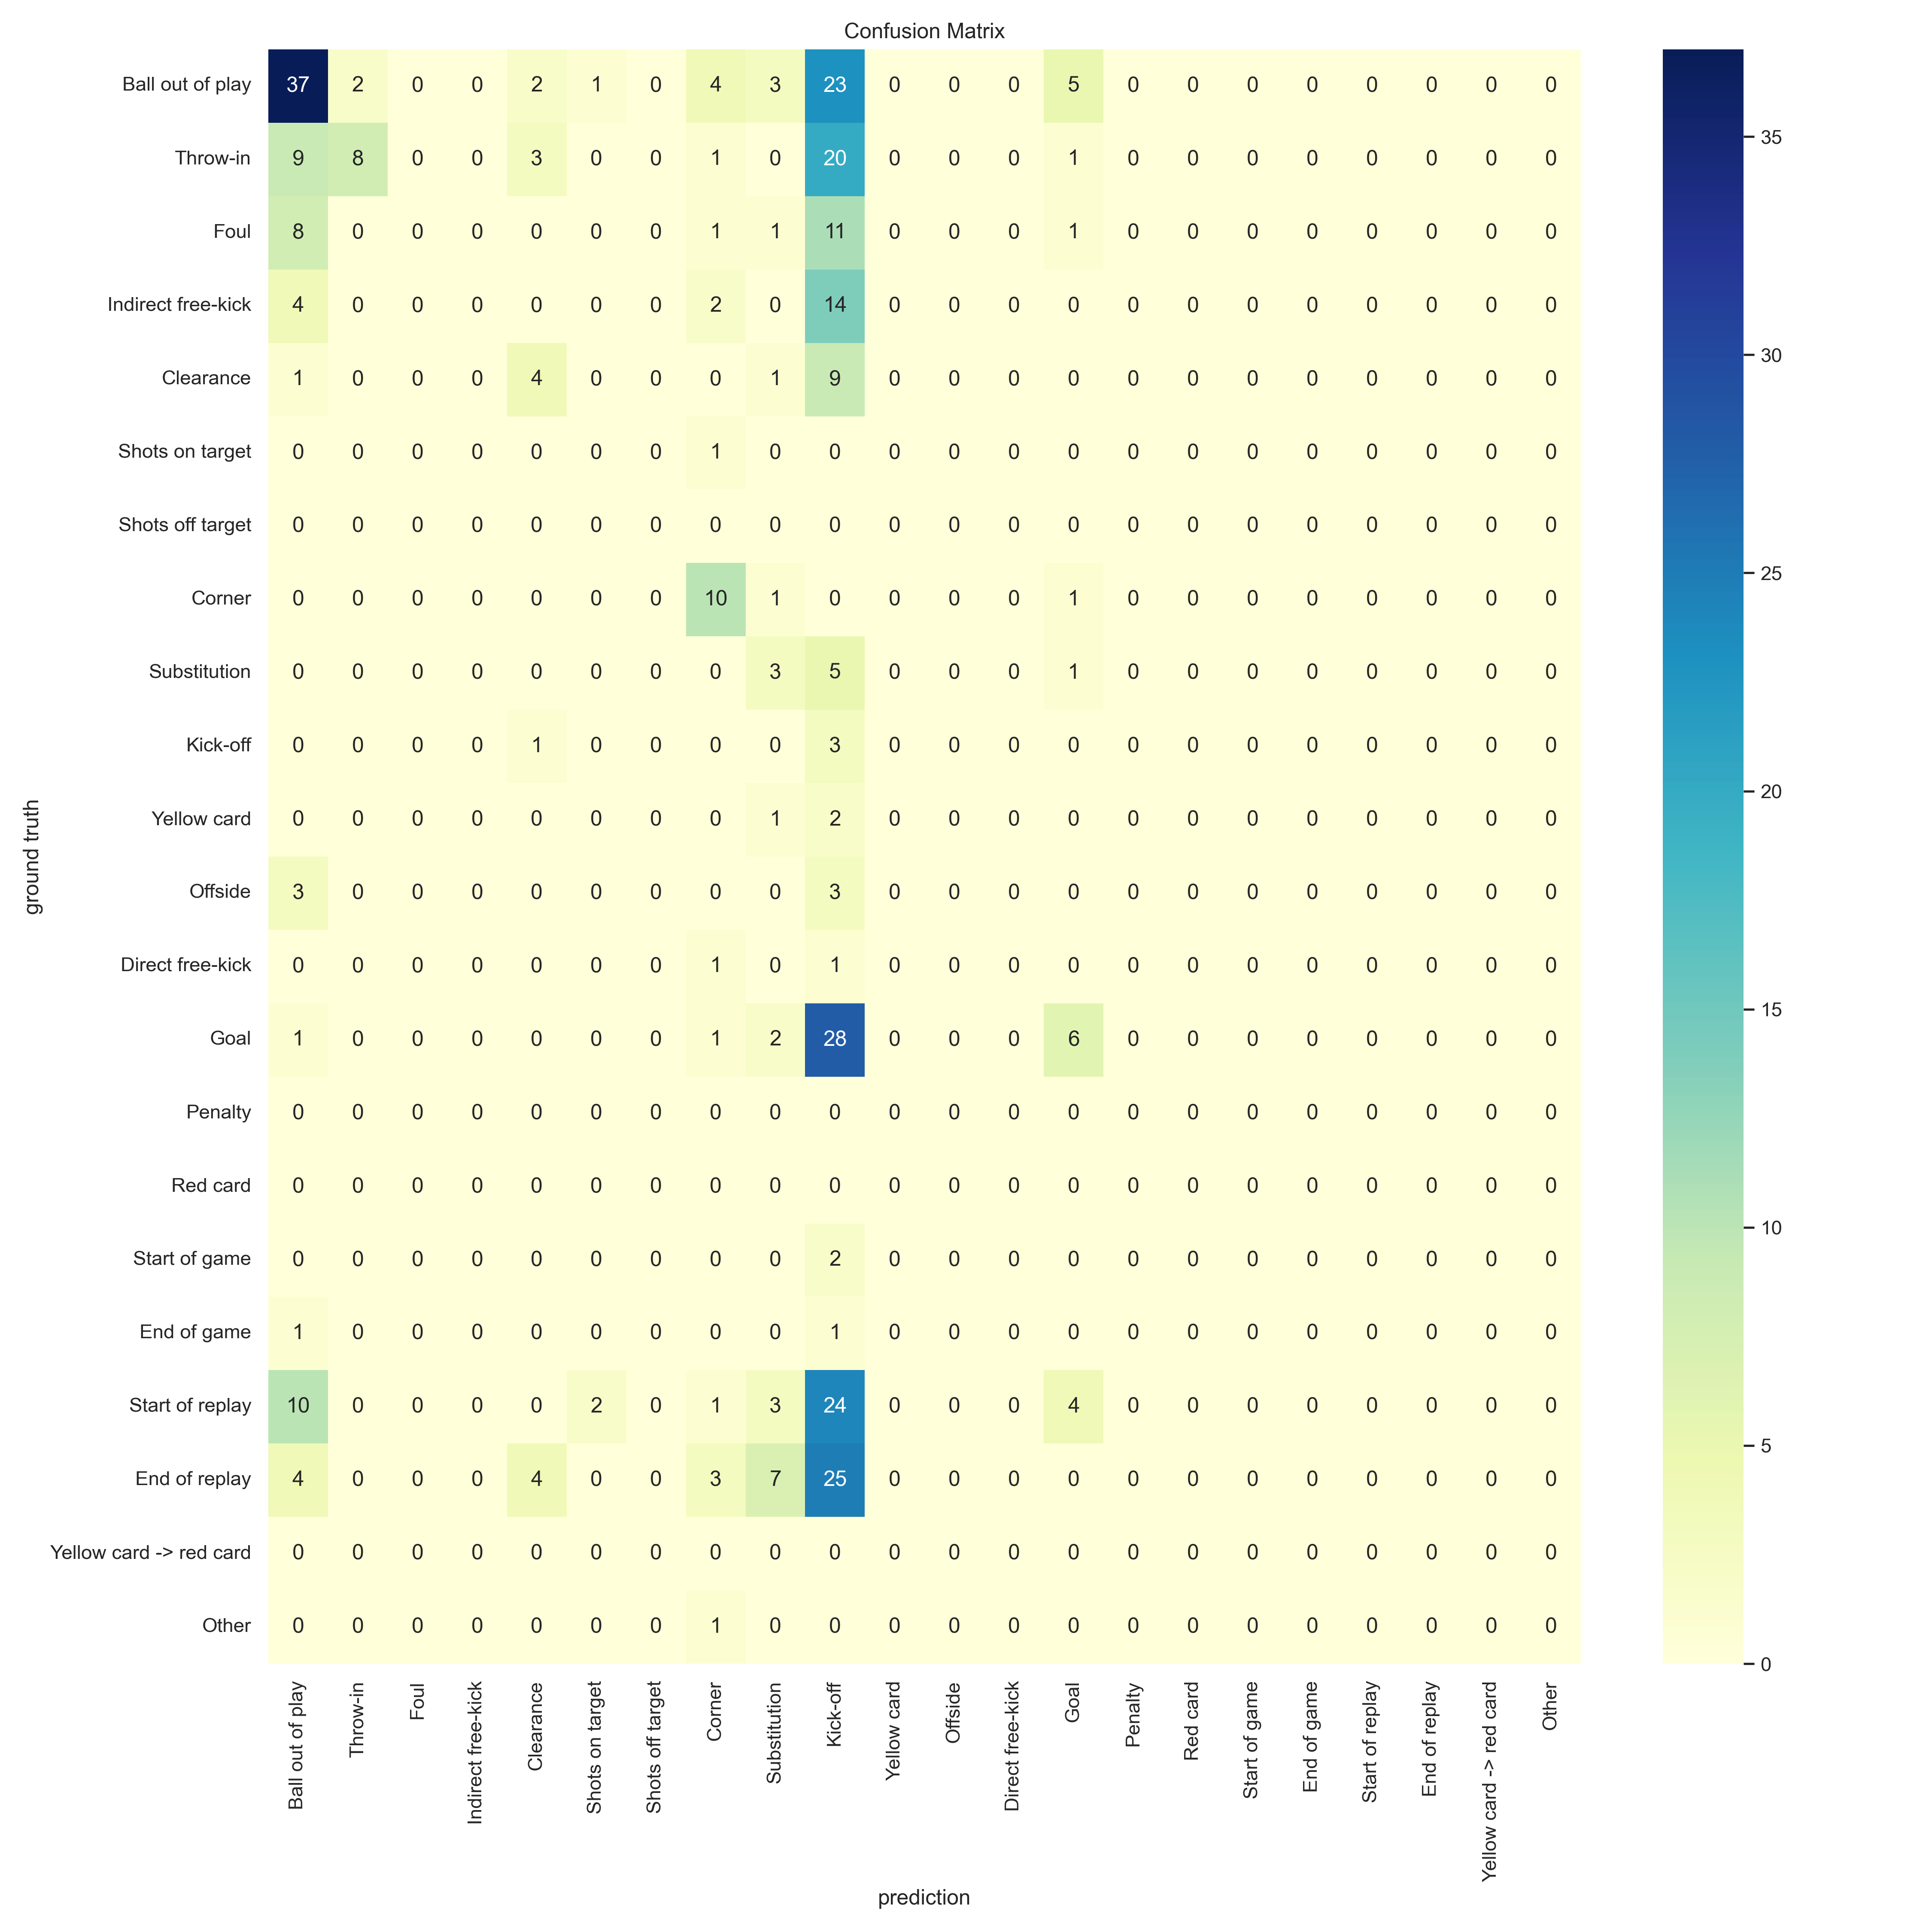 Confusion Matrix
Ball out of play 37 2 0 0 2 1 0 4 3 23 0 0 0 5 0 0 0 0 0 0 0 0
Throw-in 9 8 0 0 3 0 0 1 0 20 0 0 0 1 0 0 0 0 0 0 0 0
Foul 8 0 0 0 0 0 0 1 1 11 0 0 0 1 0 0 0 0 0 0 0 0
Indirect free-kick 4 0 0 0 0 0 0 2 0 14 0 0 0 0 0 0 0 0 0 0 0 0
Clearance 1 0 0 0 4 0 0 0 1 9 0 0 0 0 0 0 0 0 0 0 0 0
Shots on target 0 0 0 0 0 0 0 1 0 0 0 0 0 0 0 0 0 0 0 0 0 0
Shots off target 0 0 0 0 0 0 0 0 0 0 0 0 0 0 0 0 0 0 0 0 0 0
Corner 0 0 0 0 0 0 0 10 1 0 0 0 0 1 0 0 0 0 0 0 0 0
Substitution 0 0 0 0 0 0 0 0 3 5 0 0 0 1 0 0 0 0 0 0 0 0
Kick-off 0 0 0 0 1 0 0 0 0 3 0 0 0 0 0 0 0 0 0 0 0 0
Yellow card 0 0 0 0 0 0 0 0 1 2 0 0 0 0 0 0 0 0 0 0 0 0
Offside 3 0 0 0 0 0 0 0 0 3 0 0 0 0 0 0 0 0 0 0 0 0
Direct free-kick 0 0 0 0 0 0 0 1 0 1 0 0 0 0 0 0 0 0 0 0 0 0
Goal 1 0 0 0 0 0 0 1 2 28 0 0 0 6 0 0 0 0 0 0 0 0
Penalty 0 0 0 0 0 0 0 0 0 0 0 0 0 0 0 0 0 0 0 0 0 0
Red card 0 0 0 0 0 0 0 0 0 0 0 0 0 0 0 0 0 0 0 0 0 0
Start of game 0 0 0 0 0 0 0 0 0 2 0 0 0 0 0 0 0 0 0 0 0 0
End of game 1 0 0 0 0 0 0 0 0 1 0 0 0 0 0 0 0 0 0 0 0 0
Start of replay 10 0 0 0 0 2 0 1 3 24 0 0 0 4 0 0 0 0 0 0 0 0
End of replay 4 0 0 0 4 0 0 3 7 25 0 0 0 0 0 0 0 0 0 0 0 0
Yellow card -> red card 0 0 0 0 0 0 0 0 0 0 0 0 0 0 0 0 0 0 0 0 0 0
Other 0 0 0 0 0 0 0 1 0 0 0 0 0 0 0 0 0 0 0 0 0 0
ground truth
Ball out of play
Throw-in
Foul
Indirect free-kick
Clearance
Shots on target
Shots off target
Corner
Substitution
Kick-off
Yellow card
Offside
Direct free-kick
Goal
Penalty
Red card
Start of game
End of game
Start of replay
End of replay
Yellow card -> red card
Other
prediction
35
30
25
20
15
10
5
0